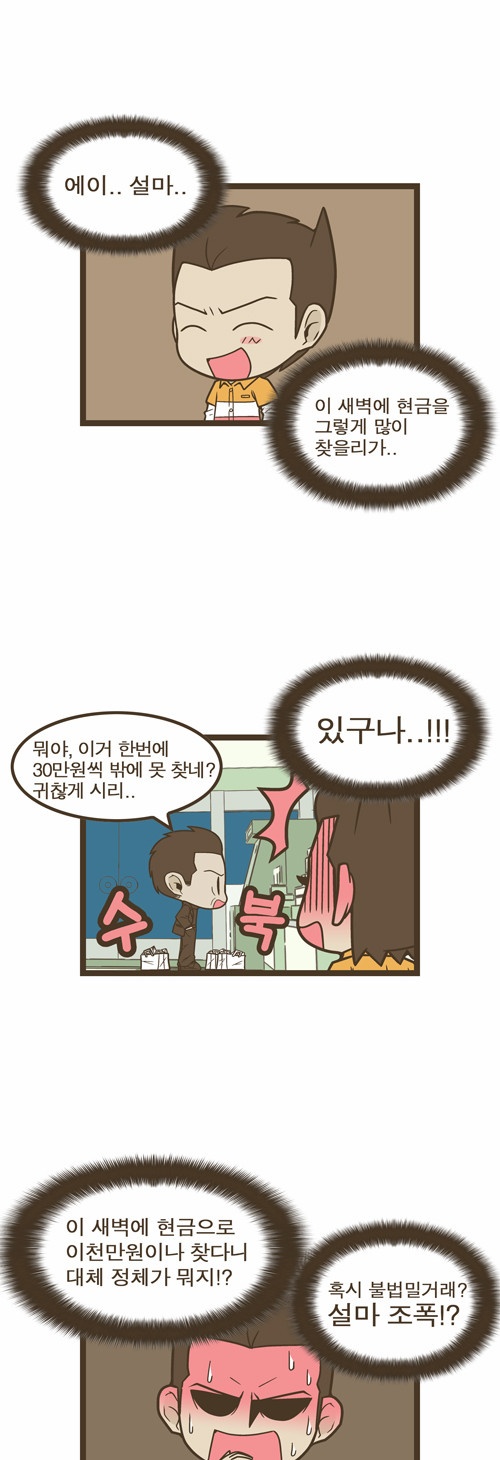 에이.. 설마..
이 새벽에 현금을
그렇게 많이
찾을리가..
있구나..!!!
뭐야, 이거 한번에
30만원씩 밖에 못 찾네?
귀찮게 시리..
수
북
이 새벽에 현금으로
이천만원이나 찾다니
대체 정체가 뭐지!?
혹시 불법밀거래?
설마 조폭!?